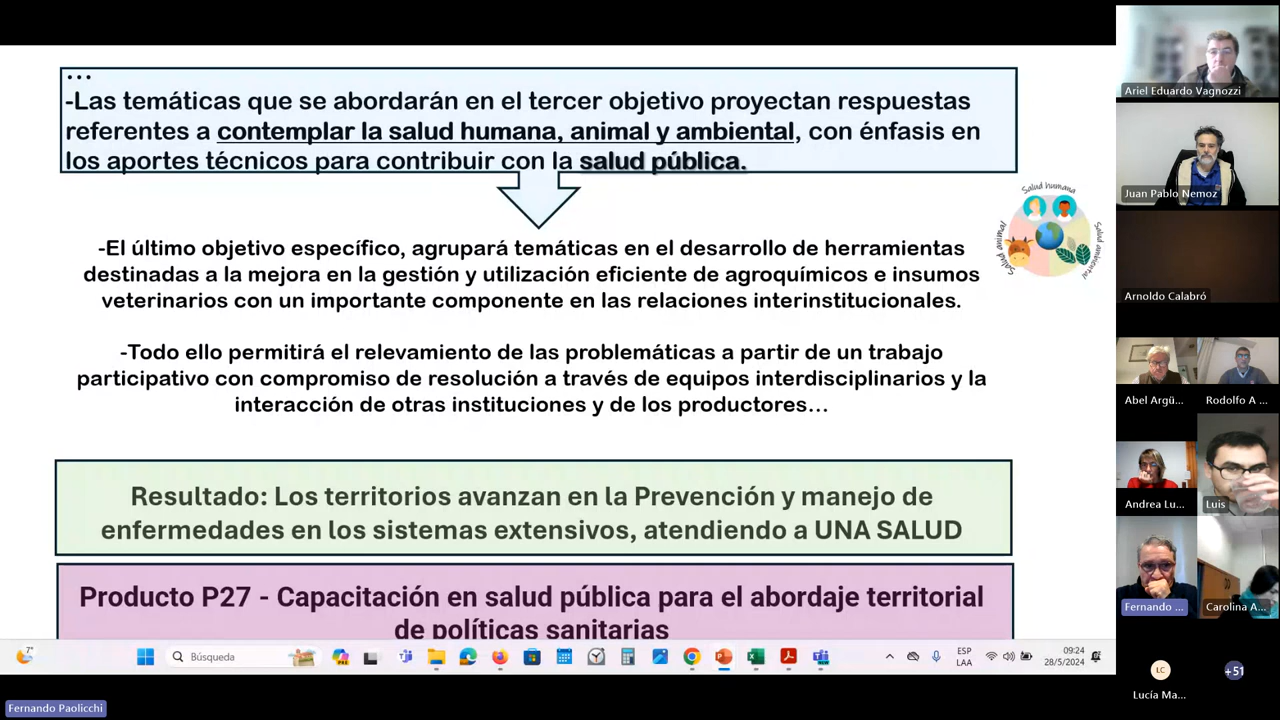 ...
-Las temáticas que se abordarán en el tercer objetivo proyectan respuestas
referentes a contemplar la salud humana, animal y ambiental, con énfasis en
los aportes técnicos para contribuir con la salud pública.
Salud humana
Salud animal
Salud ambiental
-El último objetivo específico, agrupará temáticas en el desarrollo de herramientas
destinadas a la mejora en la gestión y utilización eficiente de agroquímicos e insumos
veterinarios con un importante componente en las relaciones interinstitucionales.
-Todo ello permitirá el relevamiento de las problemáticas a partir de un trabajo
participativo con compromiso de resolución a través de equipos interdisciplinarios y la
interacción de otras instituciones y de los productores...
Resultado: Los territorios avanzan en la Prevención y manejo de
enfermedades en los sistemas extensivos, atendiendo a UNA SALUD
Producto P27 - Capacitación en salud pública para el abordaje territorial
de políticas sanitarias
7°
Búsqueda
ESP
LAA
09:24
28/5/2024
Fernando Paolicchi
Ariel Eduardo Vagnozzi
Juan Pablo Nemoz
Arnoldo Calabró
Abel Argü...
Rodolfo A ...
Andrea Lu...
Luis
Fernando ...
Carolina A...
LC
Lucía Ma...
+51